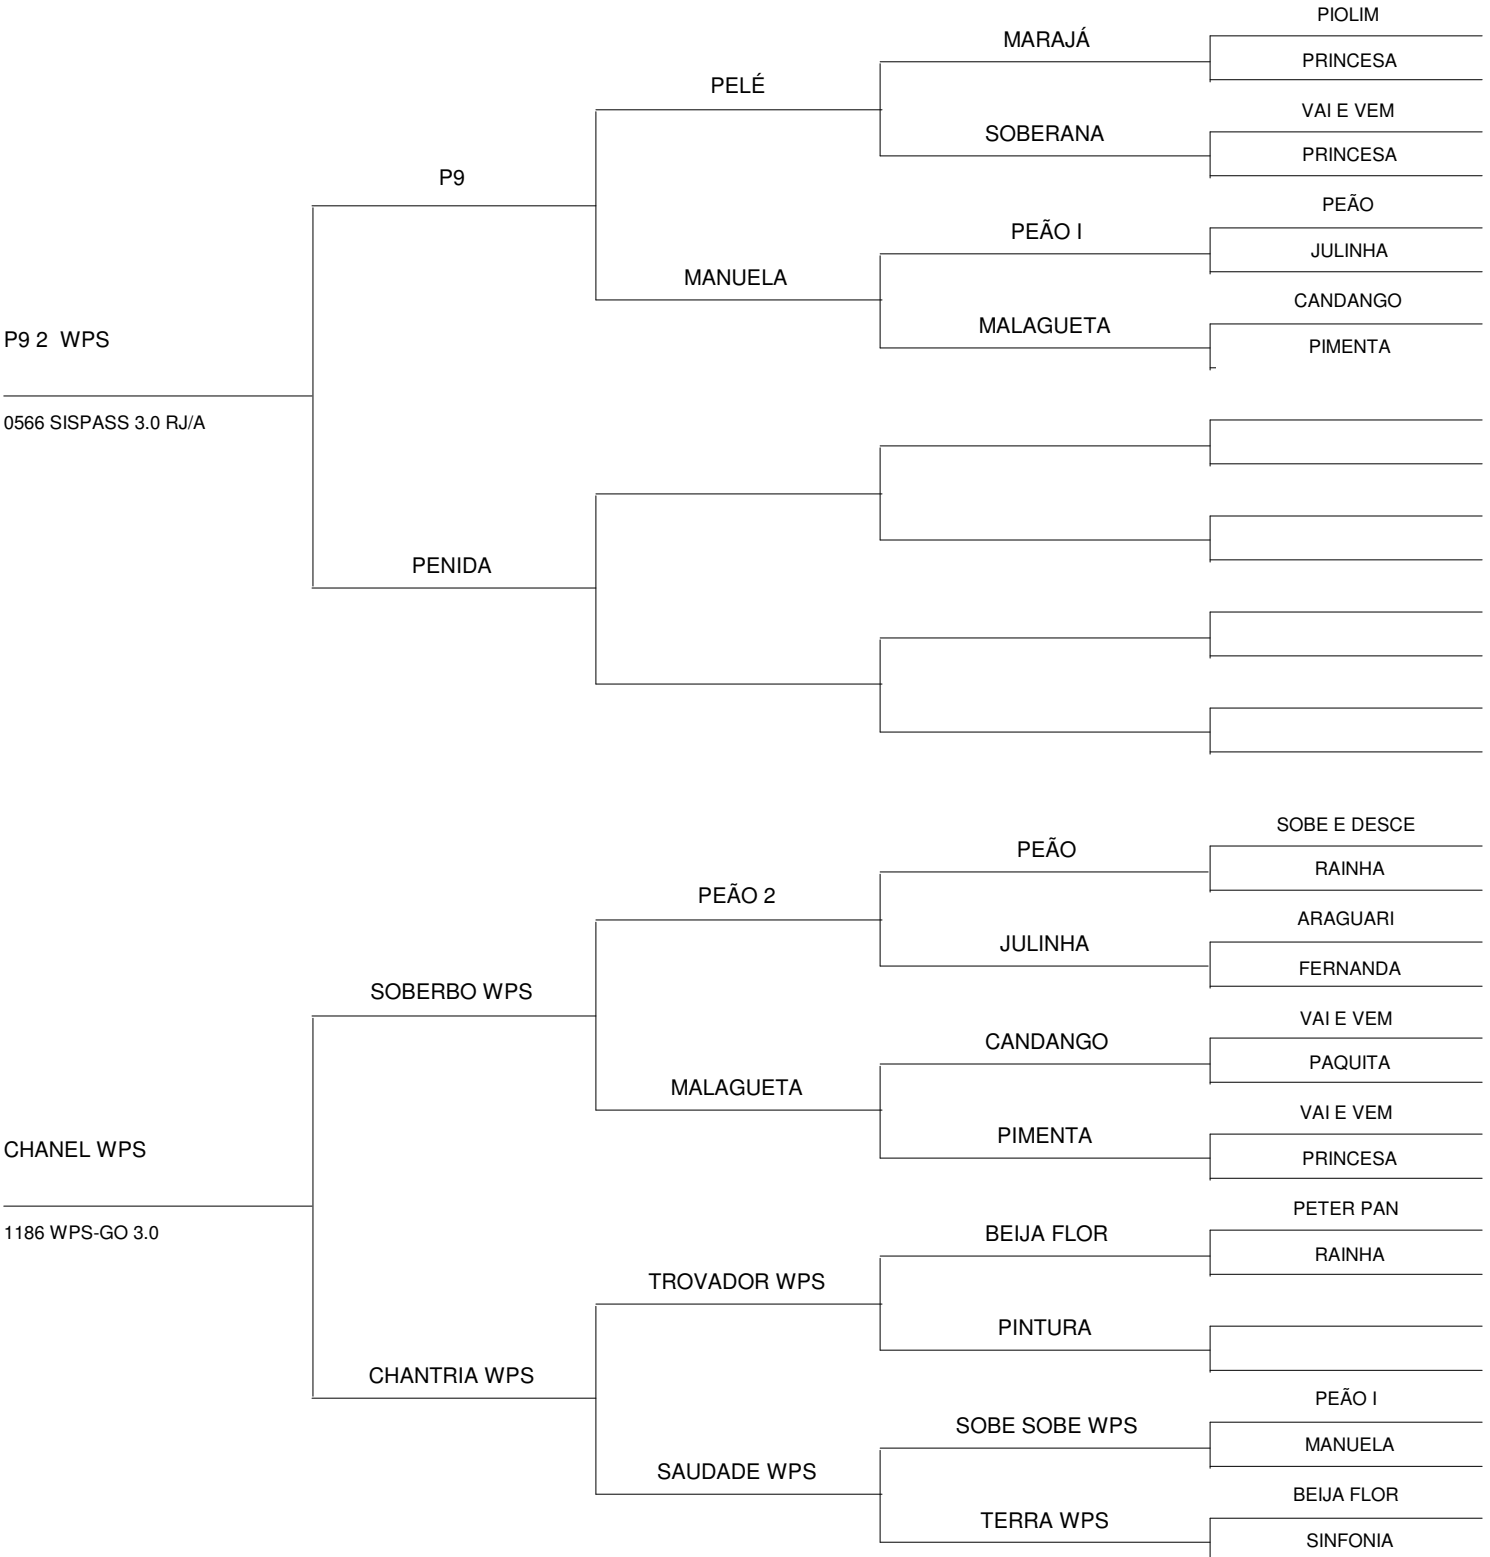 PIOLIM
MARAJÁ
PRINCESA
PELÉ
VAI E VEM
SOBERANA
PRINCESA
P9
PEÃO
PEÃO I
JULINHA
MANUELA
CANDANGO
MALAGUETA
PIMENTA
P9 2  WPS
0566 SISPASS 3.0 RJ/A
PENIDA
SOBE E DESCE
PEÃO
RAINHA
PEÃO 2
ARAGUARI
JULINHA
FERNANDA
SOBERBO WPS
VAI E VEM
CANDANGO
PAQUITA
MALAGUETA
VAI E VEM
PIMENTA
PRINCESA
CHANEL WPS
1186 WPS-GO 3.0
PETER PAN
BEIJA FLOR
RAINHA
TROVADOR WPS
PINTURA
CHANTRIA WPS
PEÃO I
SOBE SOBE WPS
MANUELA
SAUDADE WPS
BEIJA FLOR
TERRA WPS
SINFONIA